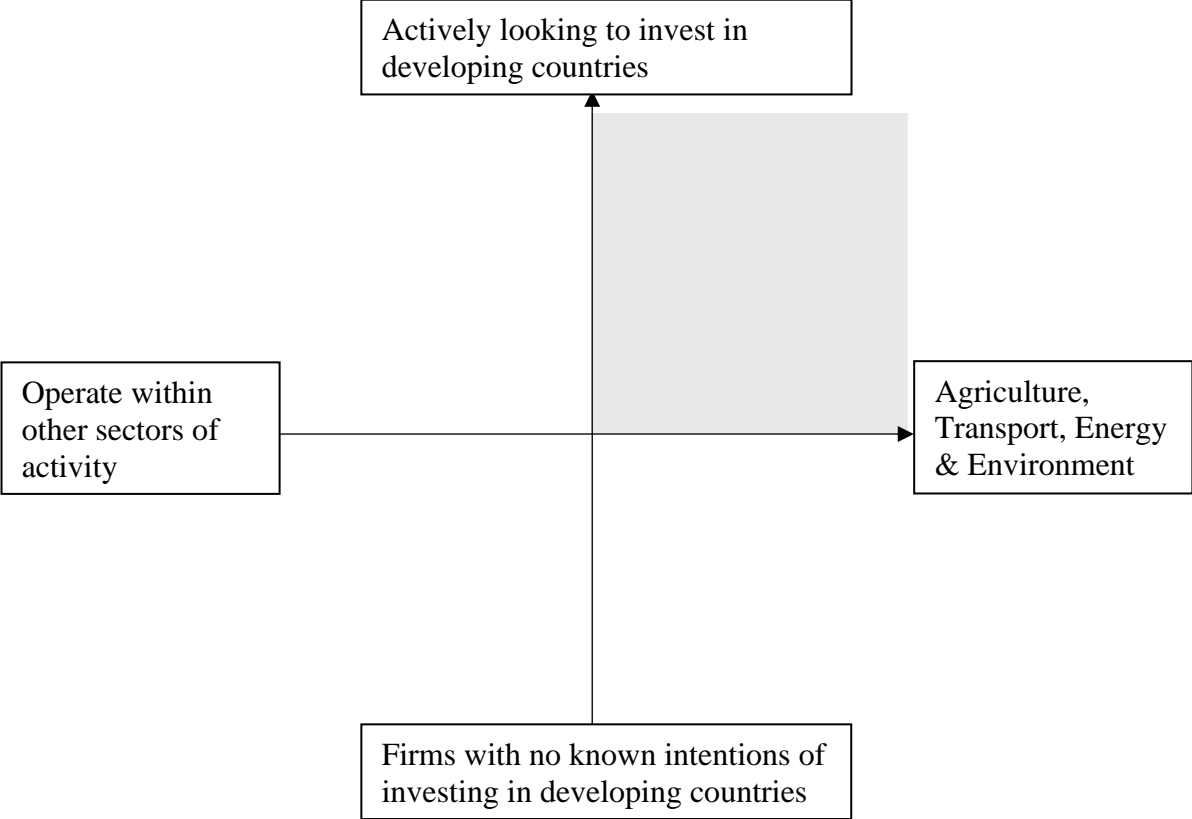 Actively looking to invest in
developing countries
Operate within
other sectors of
activity
Agriculture,
Transport, Energy
& Environment
Firms with no known intentions of
investing in developing countries